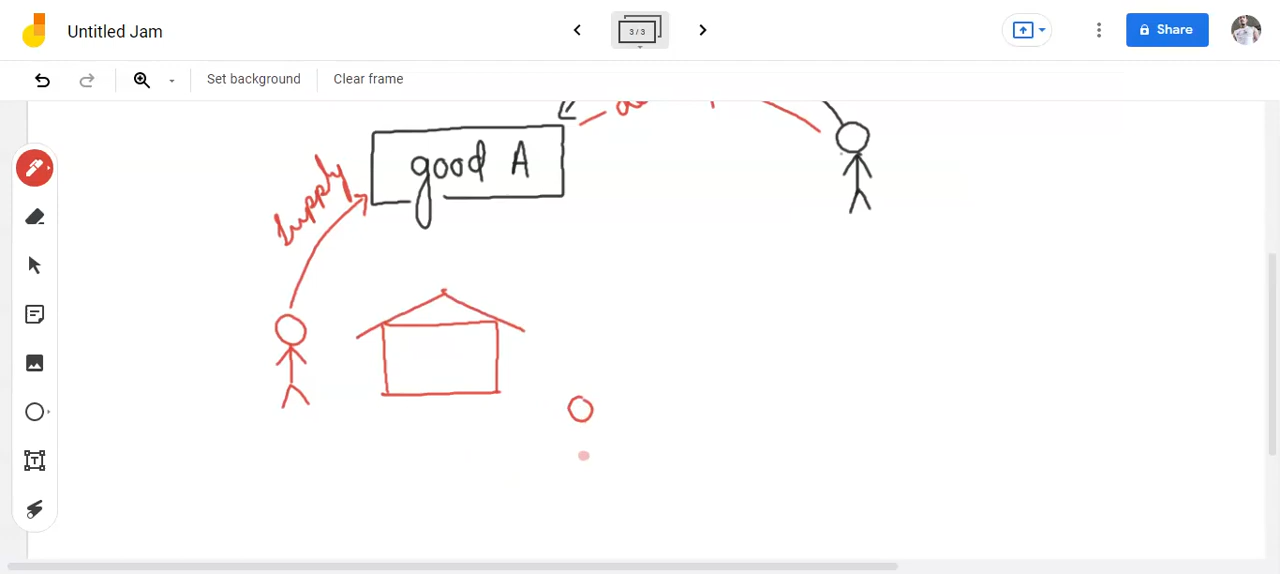 Untitled Jam
3 / 3
Share
Set background
Clear frame
good A
Supply